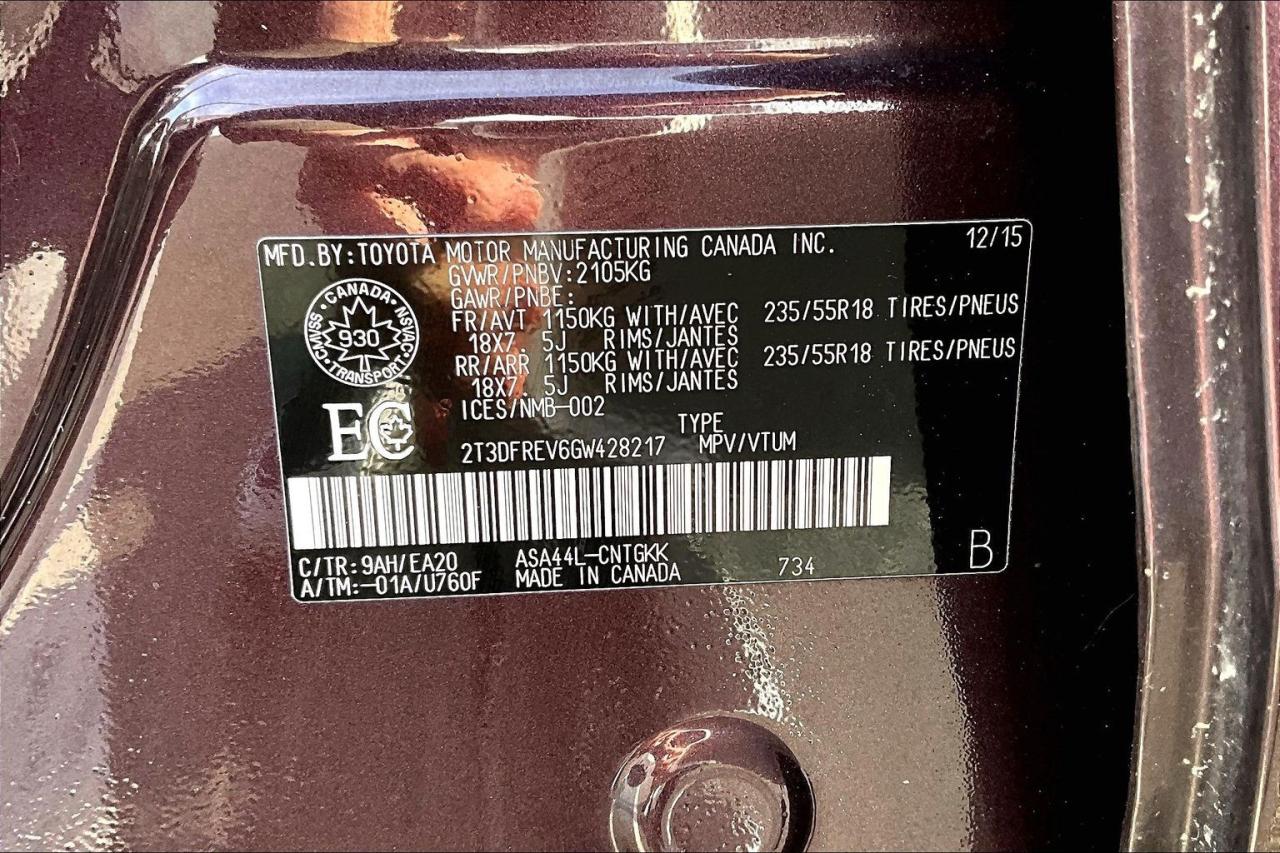 MFD.BY:TOYOTA MOTOR MANUFACTURING CANADA INC. 12/15
GVWR/PNBV:2105KG
GAWR/PNBE:
FR/AVT 1150KG WITH/AVEC 235/55R18 TIRES/PNEUS
18X7.5J RIMS/JANTES
RR/ARR 1150KG WITH/AVEC 235/55R18 TIRES/PNEUS
18X7.5J RIMS/JANTES
ICES/NMB-002
CANADA
CMVSS
930
NSVAC
TRANSPORT
EC
TYPE
2T3DFREV6GW428217 MPV/VTUM
C/TR:9AH/EA20 ASA44L-CNTGKK
A/TM:-01A/U760F MADE IN CANADA 734 B